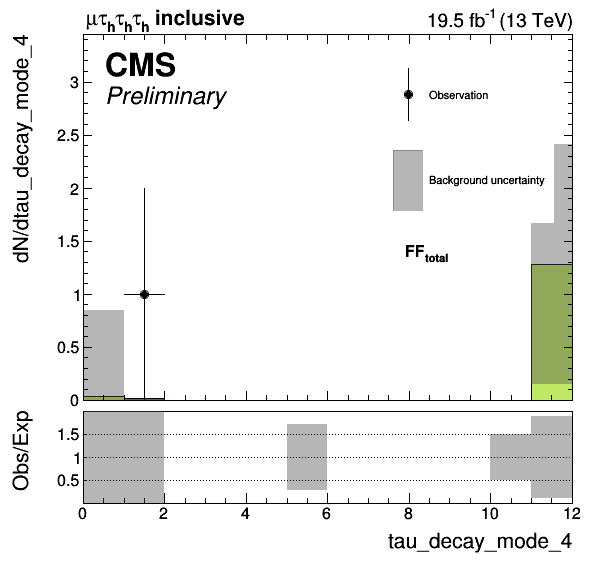 μτhτhτh inclusive
19.5 fb-1 (13 TeV)
CMS
Preliminary
Observation
Background uncertainty
FFtotal
dN/dtau_decay_mode_4
3
2.5
2
1.5
1
0.5
0
Obs/Exp
1.5
1
0.5
0 2 4 6 8 10 12
tau_decay_mode_4